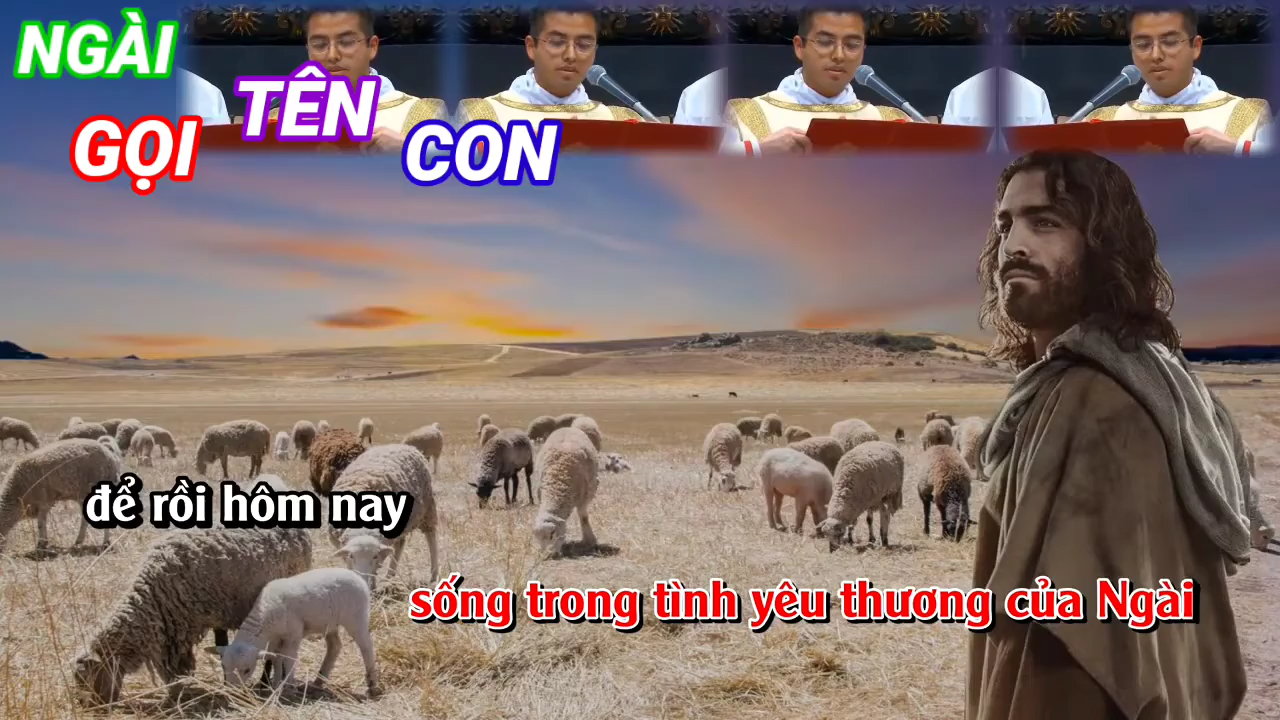 NGÀI
GỌI TÊN CON
để rồi hôm nay
sống trong tình yêu thương của Ngài